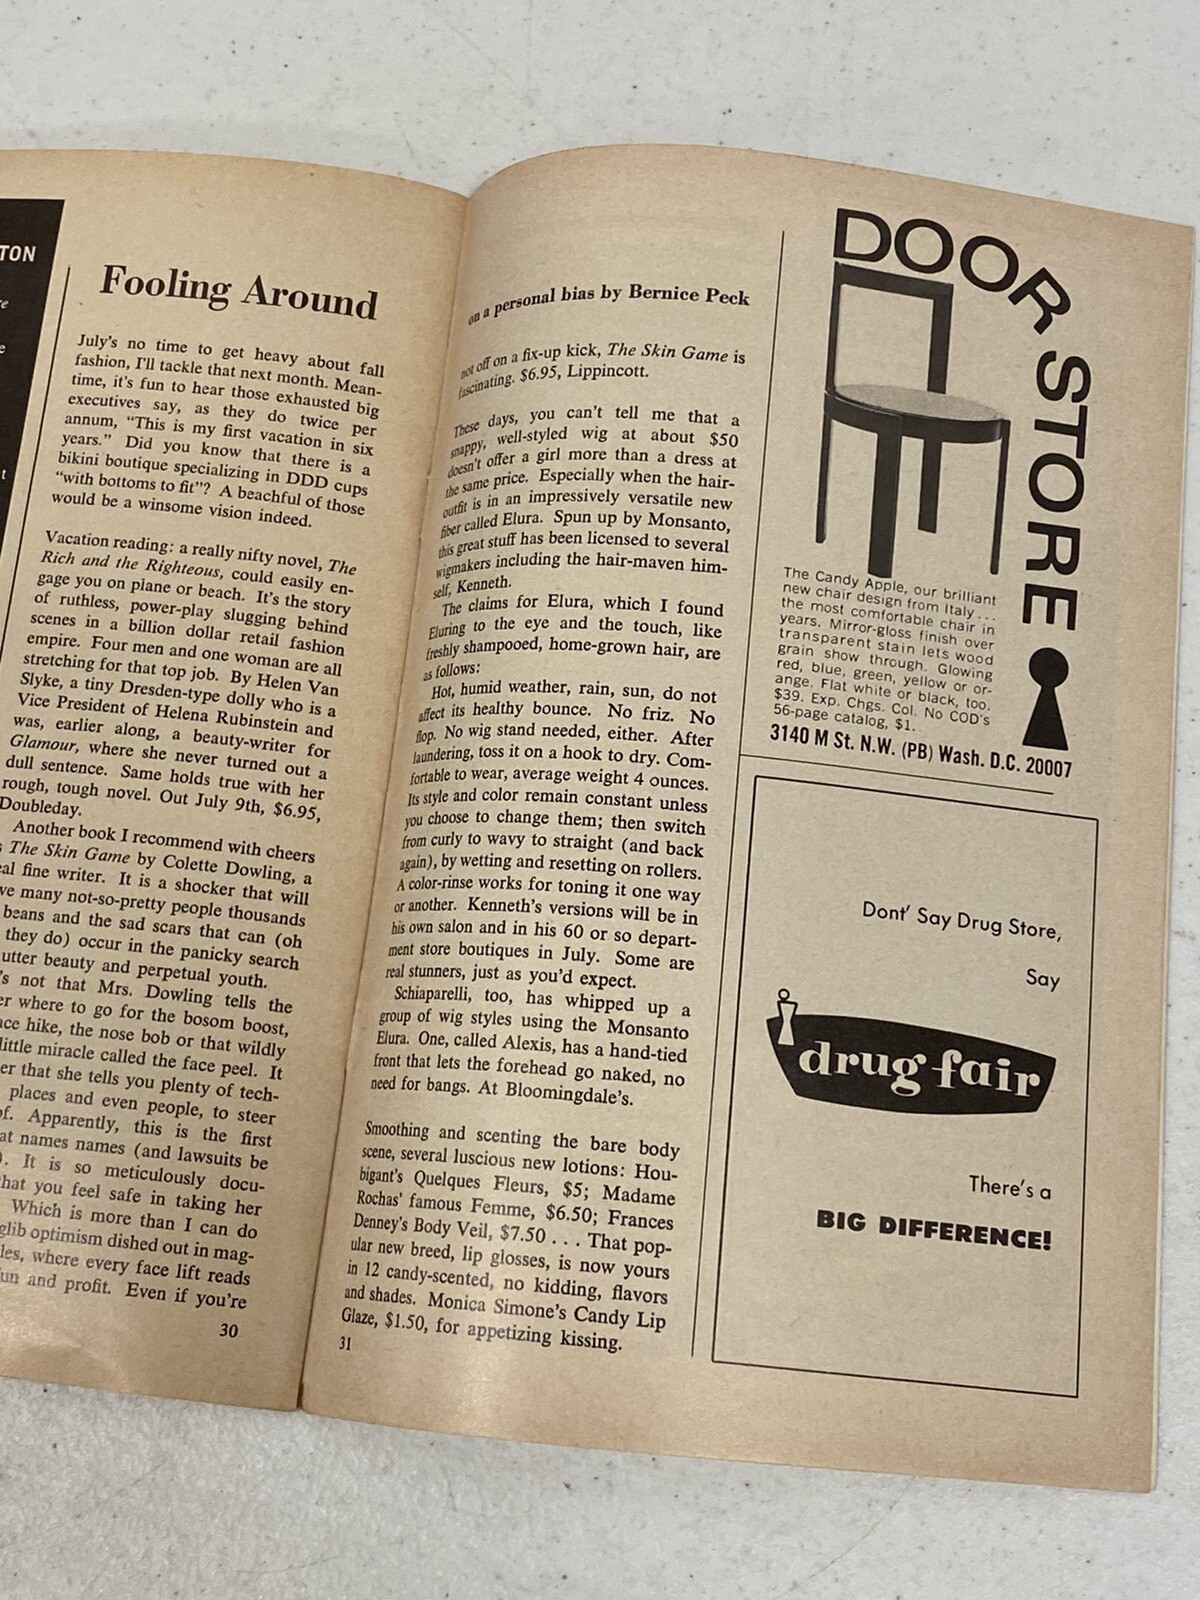 TON
Fooling Around
July's no time to get heavy about fall
fashion, I'll tackle that next month. Mean-
time, it's fun to hear those exhausted big
executives say, as they do twice per
annum, "This is my first vacation in six
years." Did you know that there is a
bikini boutique specializing in DDD cups
"with bottoms to fit"? A beachful of those
would be a winsome vision indeed.
Vacation reading: a really nifty novel, The
Rich and the Righteous, could easily en-
gage you on plane or beach. It's the story
of ruthless, power-play slugging behind
scenes in a billion dollar retail fashion
empire. Four men and one woman are all
stretching for that top job. By Helen Van
Slyke, a tiny Dresden-type dolly who is a
Vice President of Helena Rubinstein and
was, earlier along, a beauty-writer for
Glamour, where she never turned out a
dull sentence. Same holds true with her
rough, tough novel. Out July 9th, $6.95,
Doubleday.
Another book I recommend with cheers
The Skin Game by Colette Dowling, a
eal fine writer. It is a shocker that will
ve many not-so-pretty people thousands
beans and the sad scars that can (oh
they do) occur in the panicky search
utter beauty and perpetual youth.
's not that Mrs. Dowling tells the
er where to go for the bosom boost,
ace hike, the nose bob or that wildly
little miracle called the face peel. It
er that she tells you plenty of tech-
places and even people, to steer
of. Apparently, this is the first
at names names (and lawsuits be
). It is so meticulously docu-
that you feel safe in taking her
Which is more than I can do
glib optimism dished out in mag-
les, where every face lift reads
un and profit. Even if you're
30
on a personal bias by Bernice Peck
not off on a fix-up kick, The Skin Game is
fascinating. $6.95, Lippincott.
These days, you can't tell me that a
snappy, well-styled wig at about $50
doesn't offer a girl more than a dress at
the same price. Especially when the hair-
outfit is in an impressively versatile new
fiber called Elura. Spun up by Monsanto,
this great stuff has been licensed to several
wigmakers including the hair-maven him-
self, Kenneth.
The claims for Elura, which I found
Eluring to the eye and the touch, like
freshly shampooed, home-grown hair, are
as follows:
Hot, humid weather, rain, sun, do not
affect its healthy bounce. No friz. No
flop. No wig stand needed, either. After
laundering, toss it on a hook to dry. Com-
fortable to wear, average weight 4 ounces.
Its style and color remain constant unless
you choose to change them; then switch
from curly to wavy to straight (and back
again), by wetting and resetting on rollers.
A color-rinse works for toning it one way
or another. Kenneth's versions will be in
his own salon and in his 60 or so depart-
ment store boutiques in July. Some are
real stunners, just as you'd expect.
Schiaparelli, too, has whipped up a
group of wig styles using the Monsanto
Elura. One, called Alexis, has a hand-tied
front that lets the forehead go naked, no
need for bangs. At Bloomingdale's.
Smoothing and scenting the bare body
scene, several luscious new lotions: Hou-
bigant's Quelques Fleurs, $5; Madame
Rochas' famous Femme, $6.50; Frances
Denney's Body Veil, $7.50 . . . That pop-
ular new breed, lip glosses, is now yours
in 12 candy-scented, no kidding, flavors
and shades. Monica Simone's Candy Lip
Glaze, $1.50, for appetizing kissing.
31
DOOR STORE
The Candy Apple, our brilliant
new chair design from Italy...
the most comfortable chair in
years. Mirror-gloss finish over
transparent stain lets wood
grain show through. Glowing
red, blue, green, yellow or or-
ange. Flat white or black, too.
$39. Exp. Chgs. Col. No COD's
56-page catalog, $1.
3140 M St. N.W. (PB) Wash. D.C. 20007
Dont' Say Drug Store,
Say
drug fair
There's a
BIG DIFFERENCE!